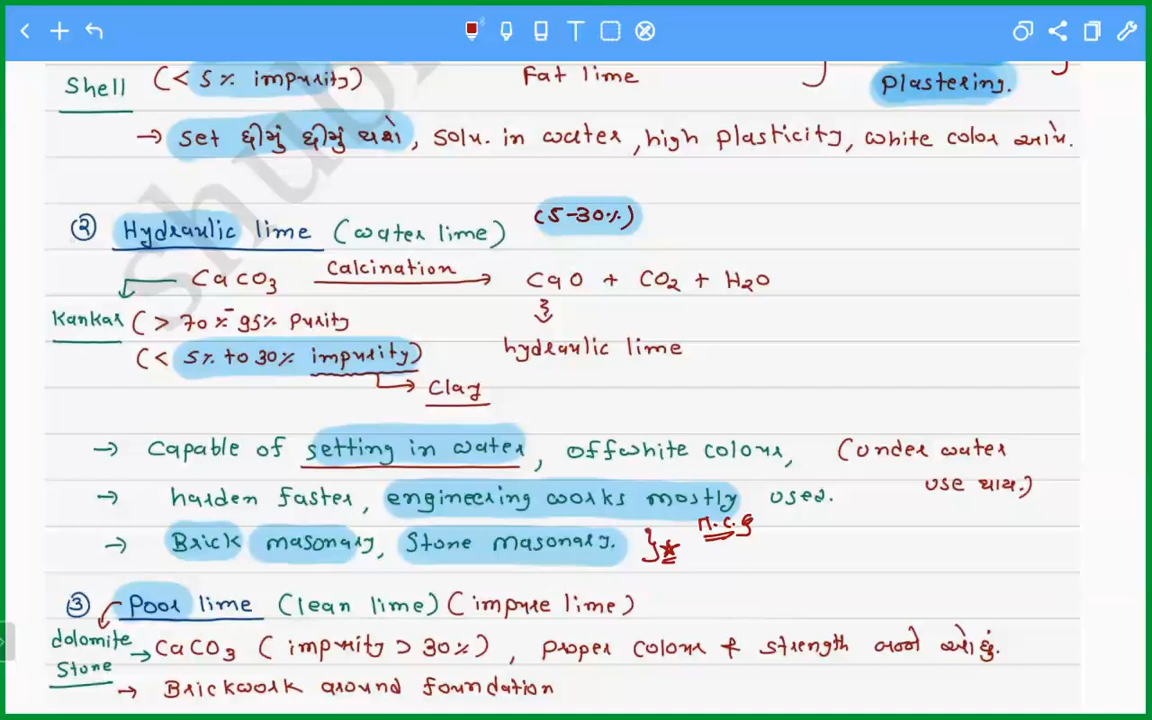 Shell (< 5% impurity) Fat lime Plastering.
→ Set ધીમું ધીમું થશે, solu. in water, high plasticity, white color આપે.
② Hydraulic lime (water lime) (5-30%)
CaCO3 Calcination → CaO + CO2 + H2O
Kankar (> 70% - 95% Purity
(< 5% to 30% impurity) hydraulic lime
→ Clay
→ Capable of setting in water, offwhite colour, (under water
use થાય.)
→ harden faster, engineering works mostly used.
→ Brick masonary, Stone masonary. } ★ M.C.Q
③ Poor lime (lean lime) (impure lime)
dolomite Stone → CaCO3 (impurity > 30%), proper colour & strength બન્ને ઓછું.
→ Brickwork around foundation